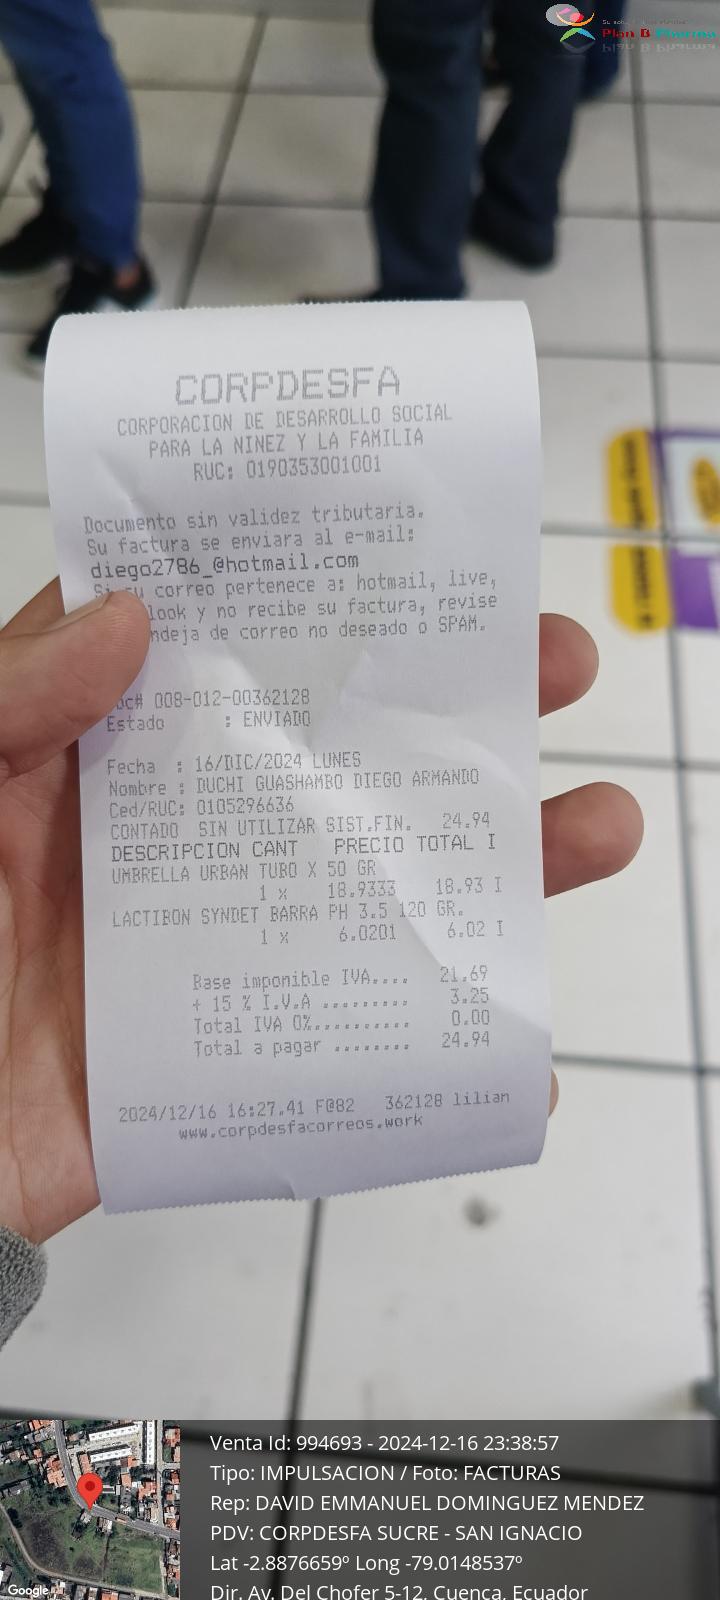 Plan B Pharma
CORPDESFA
CORPORACION DE DESARROLLO SOCIAL
PARA LA NINEZ Y LA FAMILIA
RUC: 0190353001001
Documento sin validez tributaria.
Su factura se enviara al e-mail:
diego2786_@hotmail.com
Si su correo pertenece a: hotmail, live,
look y no recibe su factura, revise
ndeja de correo no deseado o SPAM.
oc# 008-012-00362128
Estado : ENVIADO
Fecha : 16/DIC/2024 LUNES
Nombre : DUCHI GUASHAMBO DIEGO ARMANDO
Ced/RUC: 0105296636
CONTADO SIN UTILIZAR SIST.FIN. 24.94
DESCRIPCION CANT PRECIO TOTAL I
UMBRELLA URBAN TUBO X 50 GR
1 x 18.9333 18.93 I
LACTIBON SYNDET BARRA PH 3.5 120 GR.
1 x 6.0201 6.02 I
Base imponible IVA.... 21.69
+ 15 % I.V.A ......... 3.25
Total IVA 0%........... 0.00
Total a pagar ........ 24.94
2024/12/16 16:27.41 F@82 362128 lilian
www.corpdesfacorreos.work
Venta Id: 994693 - 2024-12-16 23:38:57
Tipo: IMPULSACION / Foto: FACTURAS
Rep: DAVID EMMANUEL DOMINGUEZ MENDEZ
PDV: CORPDESFA SUCRE - SAN IGNACIO
Lat -2.8876659º Long -79.0148537º
Dir. Av. Del Chofer 5-12, Cuenca, Ecuador
Google